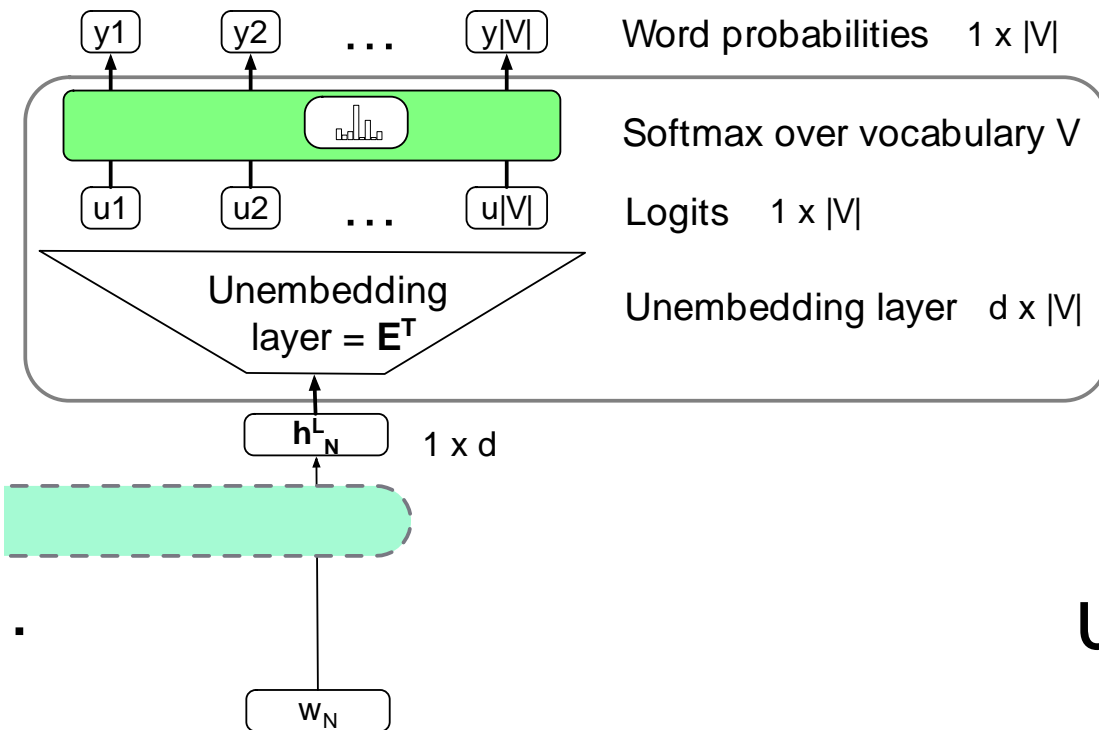 y1 y2 ... y|V| Word probabilities 1 x |V|
Softmax over vocabulary V
u1 u2 ... u|V| Logits 1 x |V|
Unembedding
layer = E^T
Unembedding layer d x |V|
h^L_N 1 x d
.
w_N